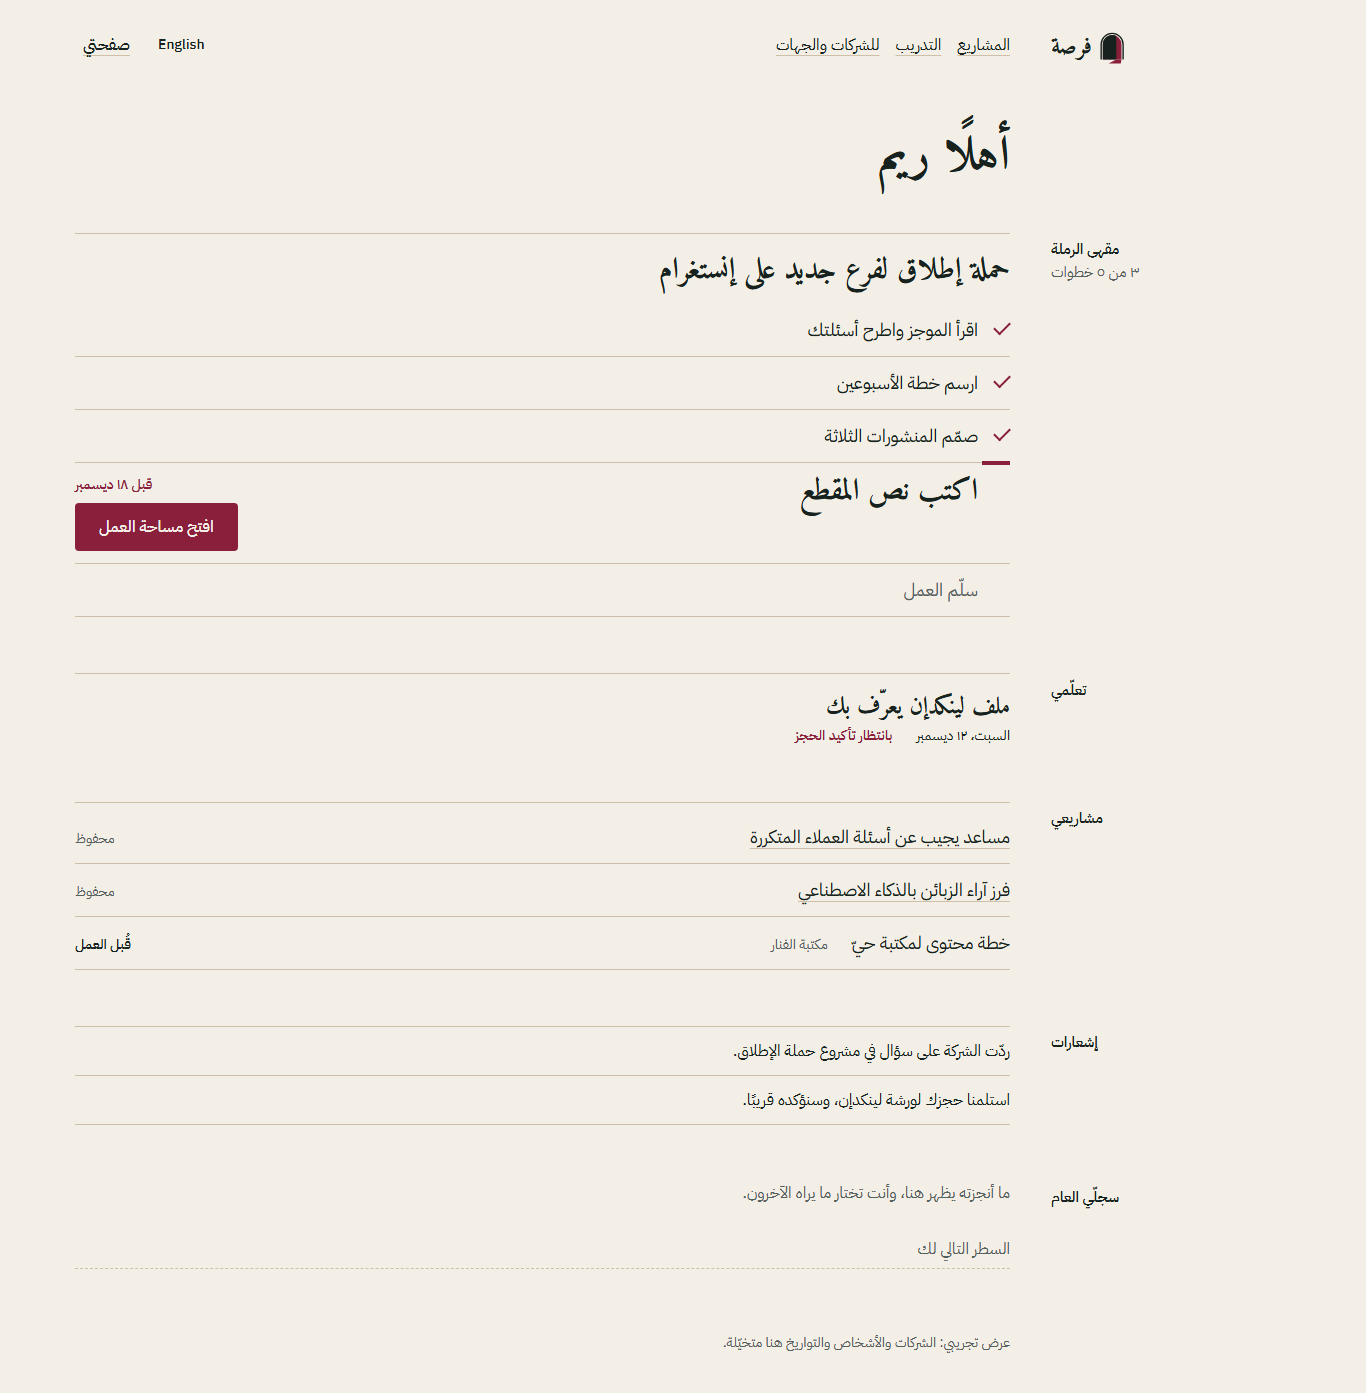 فرصة
المشاريع التدريب للشركات والجهات
English صفحتي
أهلًا ريم
مقهى الرملة
٣ من ٥ خطوات
حملة إطلاق لفرع جديد على إنستغرام
اقرأ الموجز واطرح أسئلتك
ارسم خطة الأسبوعين
صمّم المنشورات الثلاثة
اكتب نص المقطع
قبل ١٨ ديسمبر
افتح مساحة العمل
سلّم العمل
تعلّمي
ملف لينكدإن يعرّف بك
السبت، ١٢ ديسمبر بانتظار تأكيد الحجز
مشاريعي
مساعد يجيب عن أسئلة العملاء المتكررة محفوظ
فرز آراء الزبائن بالذكاء الاصطناعي محفوظ
خطة محتوى لمكتبة حيّ مكتبة الفنار قُبل العمل
إشعارات
ردّت الشركة على سؤال في مشروع حملة الإطلاق.
استلمنا حجزك لورشة لينكدإن، وسنؤكده قريبًا.
سجلّي العام
ما أنجزته يظهر هنا، وأنت تختار ما يراه الآخرون.
السطر التالي لك
عرض تجريبي: الشركات والأشخاص والتواريخ هنا متخيّلة.